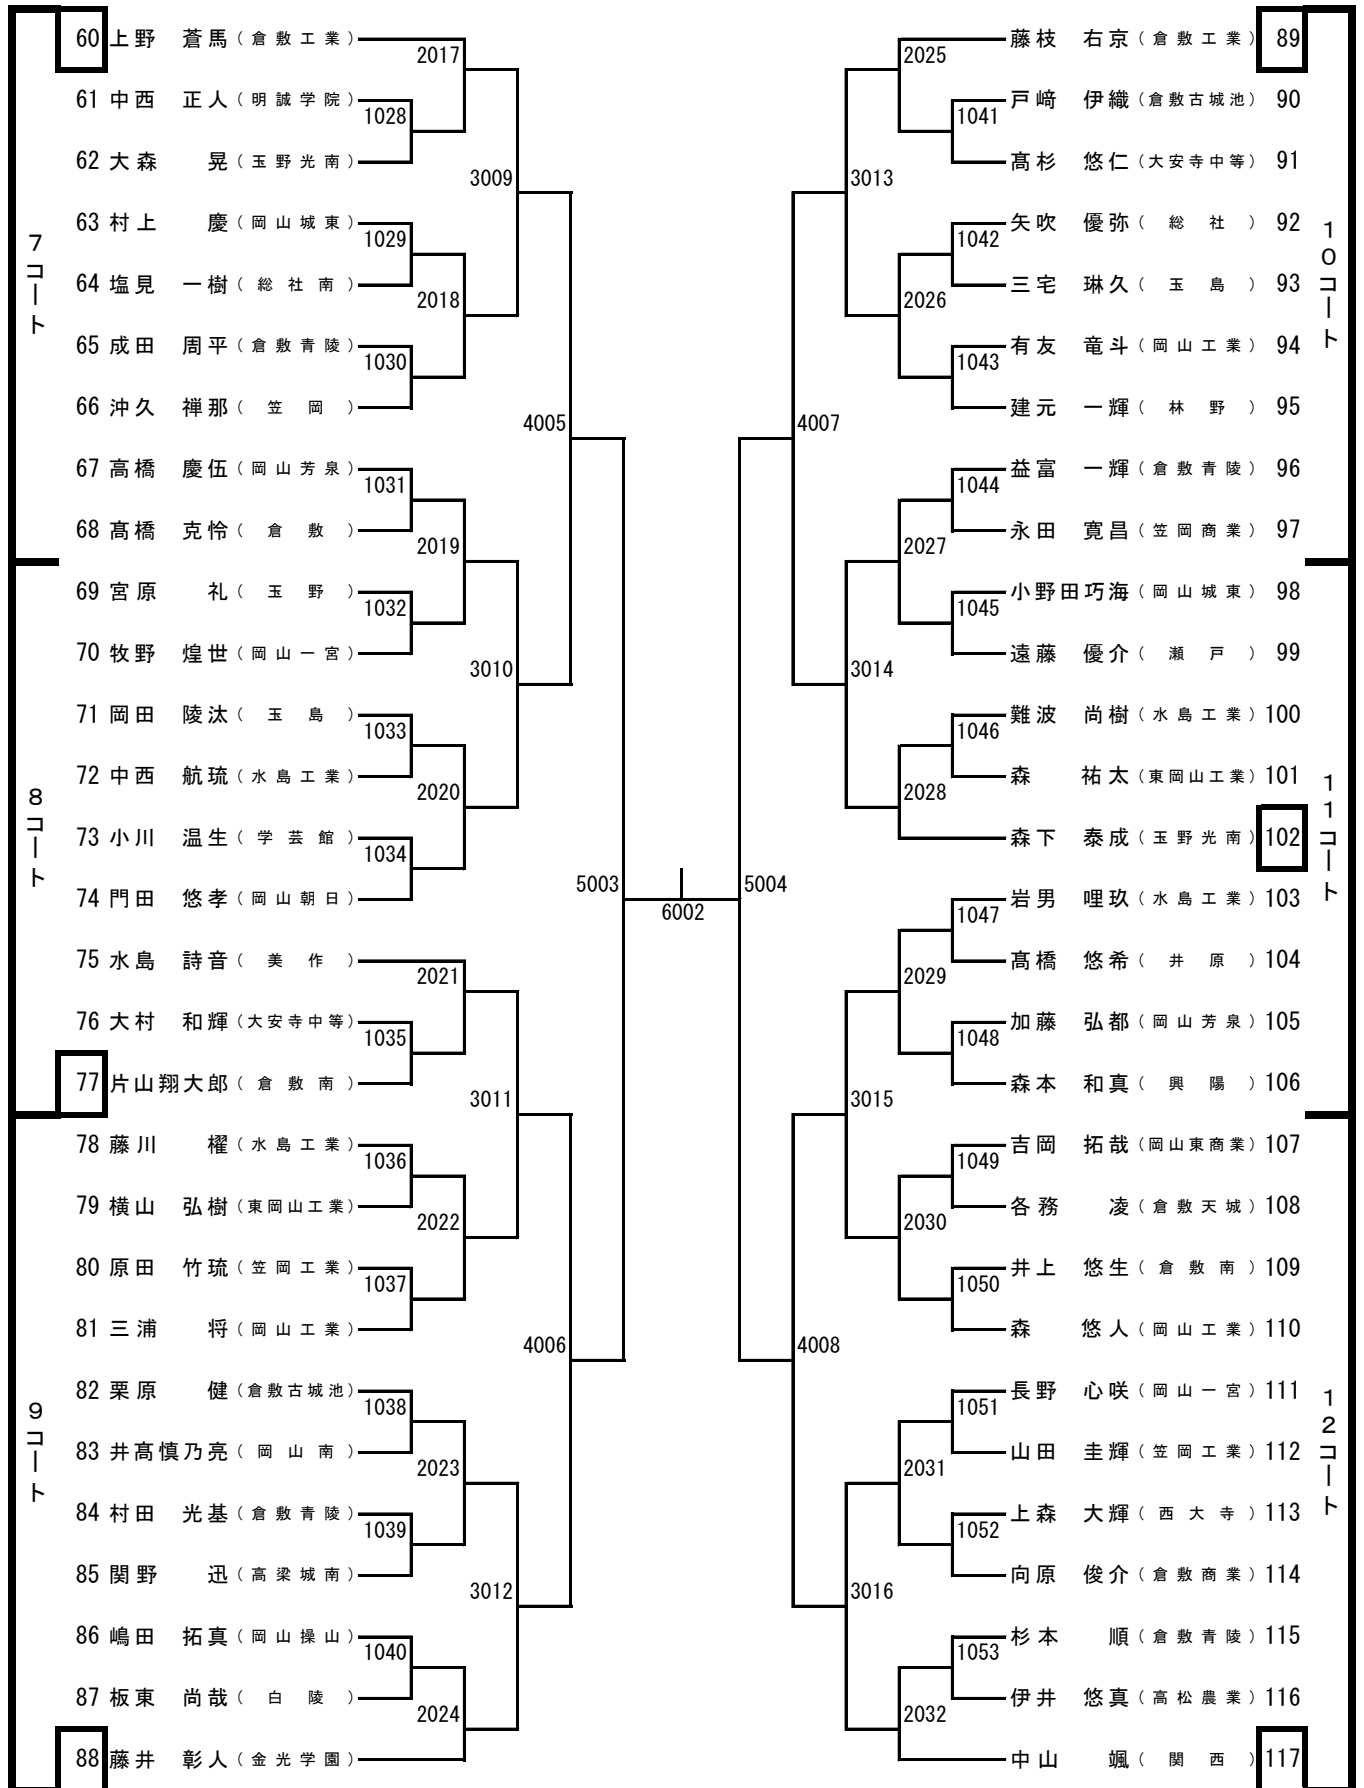 7コート
60 上野 蒼馬 (倉敷工業)
61 中西 正人 (明誠学院)
62 大森 晃 (玉野光南)
63 村上 慶 (岡山城東)
64 塩見 一樹 (総社南)
65 成田 周平 (倉敷青陵)
66 沖久 禅那 (笠岡)
67 高橋 慶伍 (岡山芳泉)
68 髙橋 克怜 (倉敷)
8コート
69 宮原 礼 (玉野)
70 牧野 煌世 (岡山一宮)
71 岡田 陵汰 (玉島)
72 中西 航琉 (水島工業)
73 小川 温生 (学芸館)
74 門田 悠孝 (岡山朝日)
75 水島 詩音 (美作)
76 大村 和輝 (大安寺中等)
77 片山翔大郎 (倉敷南)
9コート
78 藤川 櫂 (水島工業)
79 横山 弘樹 (東岡山工業)
80 原田 竹琉 (笠岡工業)
81 三浦 将 (岡山工業)
82 栗原 健 (倉敷古城池)
83 井髙慎乃亮 (岡山南)
84 村田 光基 (倉敷青陵)
85 関野 迅 (高梁城南)
86 嶋田 拓真 (岡山操山)
87 板東 尚哉 (白陵)
88 藤井 彰人 (金光学園)
1028
1029
1030
1031
1032
1033
1034
1035
1036
1037
1038
1039
1040
2017
2018
2019
2020
2021
2022
2023
2024
3009
3010
3011
3012
4005
4006
5003
6002
5004
4007
4008
3013
3014
3015
3016
2025
2026
2027
2028
2029
2030
2031
2032
1041
1042
1043
1044
1045
1046
1047
1048
1049
1050
1051
1052
1053
10コート
藤枝 右京 (倉敷工業) 89
戸﨑 伊織 (倉敷古城池) 90
髙杉 悠仁 (大安寺中等) 91
矢吹 優弥 (総社) 92
三宅 琳久 (玉島) 93
有友 竜斗 (岡山工業) 94
建元 一輝 (林野) 95
益富 一輝 (倉敷青陵) 96
永田 寛昌 (笠岡商業) 97
11コート
小野田巧海 (岡山城東) 98
遠藤 優介 (瀬戸) 99
難波 尚樹 (水島工業) 100
森 祐太 (東岡山工業) 101
森下 泰成 (玉野光南) 102
岩男 哩玖 (水島工業) 103
髙橋 悠希 (井原) 104
加藤 弘都 (岡山芳泉) 105
森本 和真 (興陽) 106
12コート
吉岡 拓哉 (岡山東商業) 107
各務 凌 (倉敷天城) 108
井上 悠生 (倉敷南) 109
森 悠人 (岡山工業) 110
長野 心咲 (岡山一宮) 111
山田 圭輝 (笠岡工業) 112
上森 大輝 (西大寺) 113
向原 俊介 (倉敷商業) 114
杉本 順 (倉敷青陵) 115
伊井 悠真 (高松農業) 116
中山 颯 (関西) 117